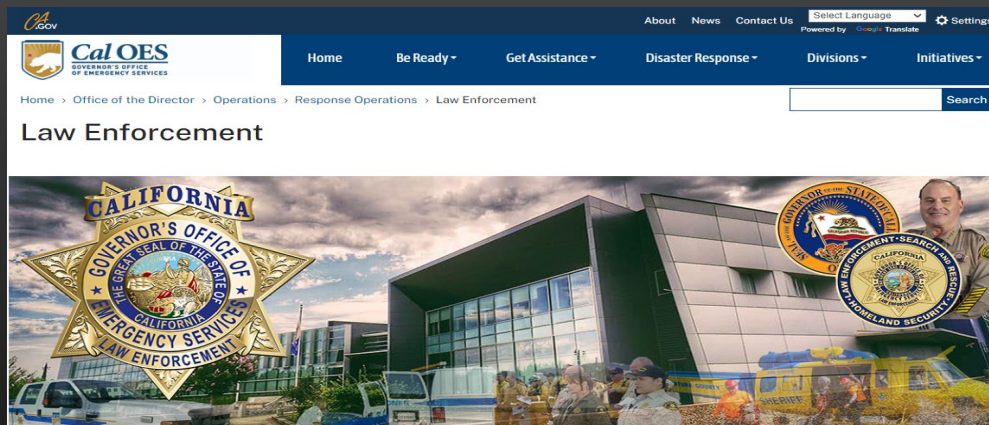 CA.GOV
About News Contact Us Select Language Settings
Powered by Google Translate
Cal OES
GOVERNOR'S OFFICE
OF EMERGENCY SERVICES
Home Be Ready Get Assistance Disaster Response Divisions Initiatives
Home > Office of the Director > Operations > Response Operations > Law Enforcement
Search
Law Enforcement
CALIFORNIA
GOVERNOR'S OFFICE OF
EMERGENCY SERVICES
THE GREAT SEAL OF THE STATE OF
CALIFORNIA
LAW ENFORCEMENT
LAW ENFORCEMENT·SEARCH AND RESCUE
HOMELAND SECURITY
CALIFORNIA
COUNTY
SHERIFF